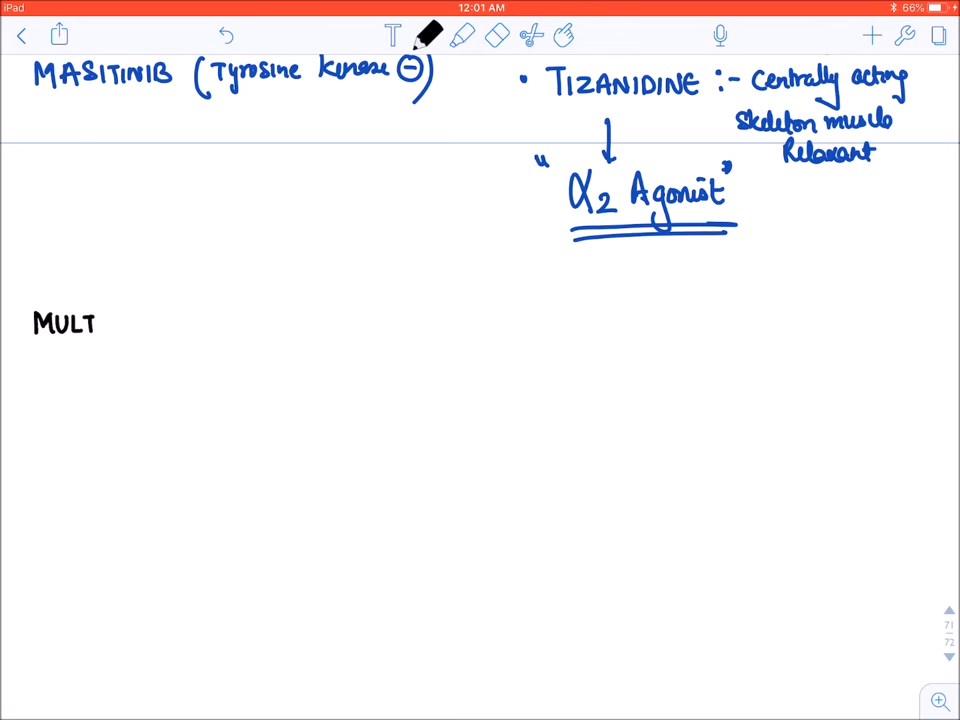 iPad
12:01 AM
66%
T
MASITINIB (Tyrosine kinase ⊖)
• TIZANIDINE :- Centrally acting
skeleton muscle
Relaxant
↓
"α2 Agonist"
MULT
71
72